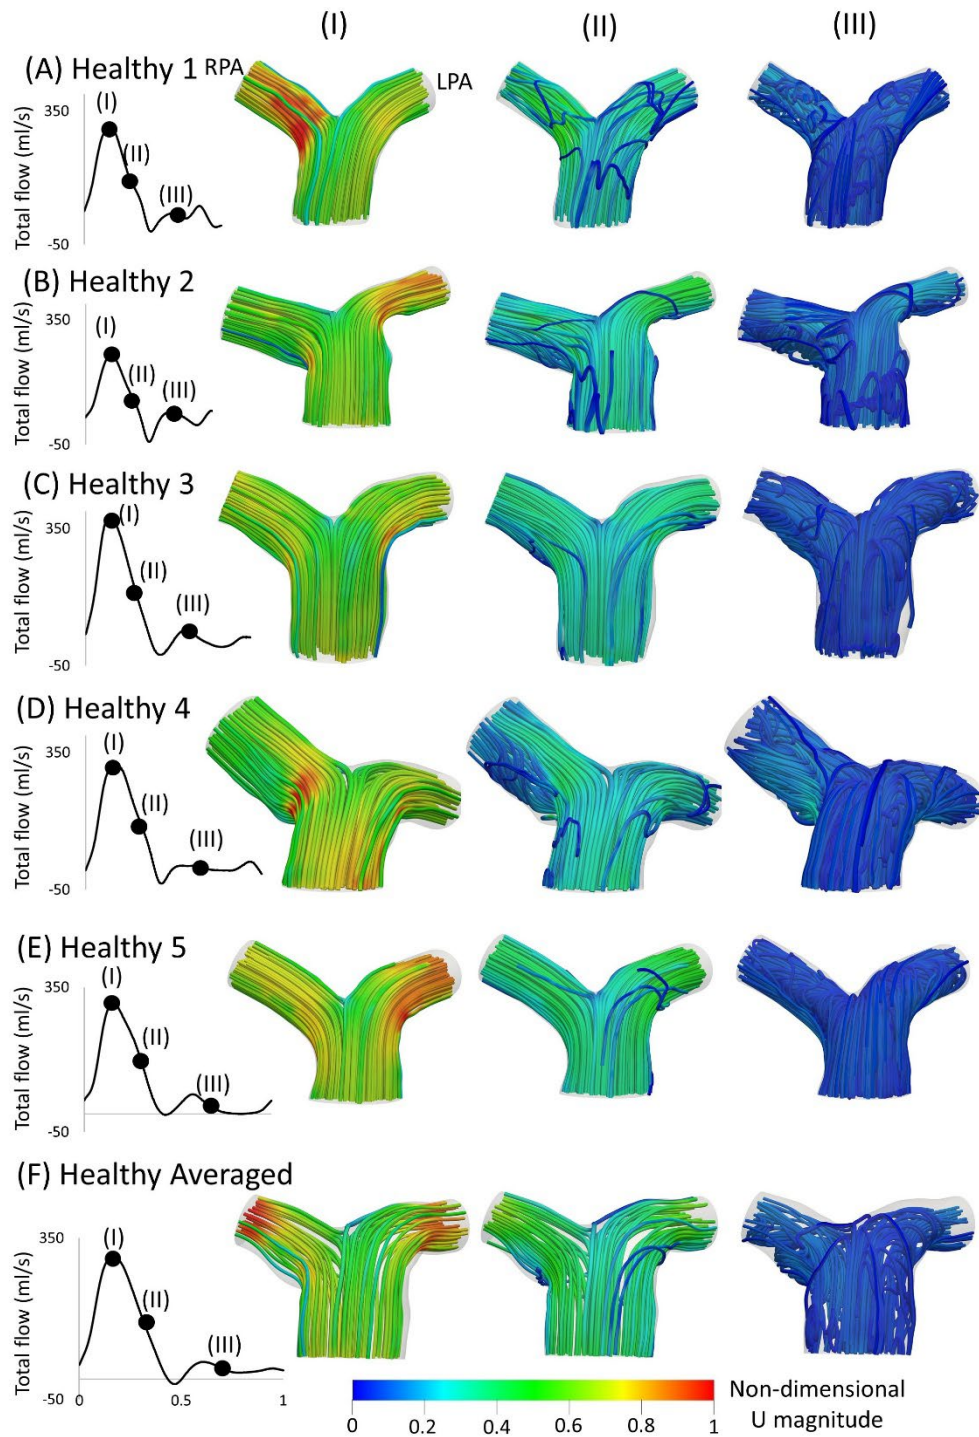 (I) (II) (III)
(A) Healthy 1 RPA LPA
350
(I)
(II)
(III)
Total flow (ml/s)
-50
(B) Healthy 2
350
(I)
(II)
(III)
Total flow (ml/s)
-50
(C) Healthy 3
350
(I)
(II)
(III)
Total flow (ml/s)
-50
(D) Healthy 4
350
(I)
(II)
(III)
Total flow (ml/s)
-50
(E) Healthy 5
350
(I)
(II)
(III)
Total flow (ml/s)
-50
(F) Healthy Averaged
350
(I)
(II)
(III)
Total flow (ml/s)
-50
0 0.5 1
0 0.2 0.4 0.6 0.8 1
Non-dimensional
U magnitude